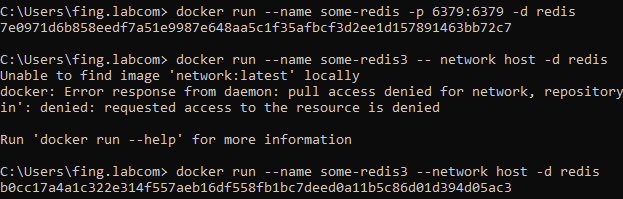 C:\Users\fing.labcom> docker run --name some-redis -p 6379:6379 -d redis
7e0971d6b858eedf7a51e9987e648aa5c1f35afbcf3d2ee1d157891463bb72c7
C:\Users\fing.labcom> docker run --name some-redis3 -- network host -d redis
Unable to find image 'network:latest' locally
docker: Error response from daemon: pull access denied for network, repository
in': denied: requested access to the resource is denied
Run 'docker run --help' for more information
C:\Users\fing.labcom> docker run --name some-redis3 --network host -d redis
b0cc17a4a1c322e314f557aeb16df558fb1bc7deed0a11b5c86d01d394d05ac3